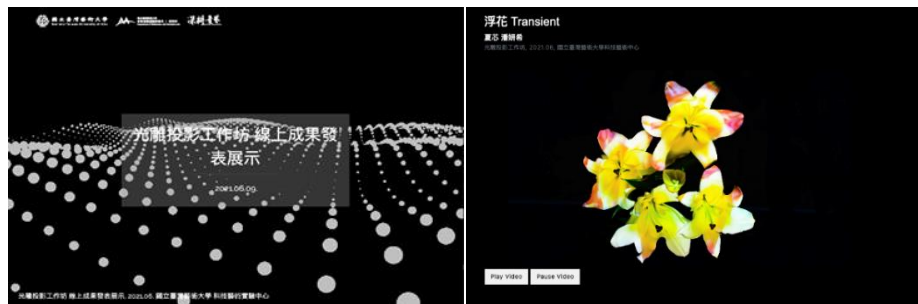 國立臺灣藝術大學
光雕投影工作坊 線上成果發
表展示
2021.06.09.
光雕投影工作坊 線上成果發表展示, 2021.06. 國立臺灣藝術大學 科技藝術實驗中心
浮花 Transient
夏芯 潘妍希
光雕投影工作坊, 2021.06, 國立臺灣藝術大學科技藝術中心
Play Video
Pause Video